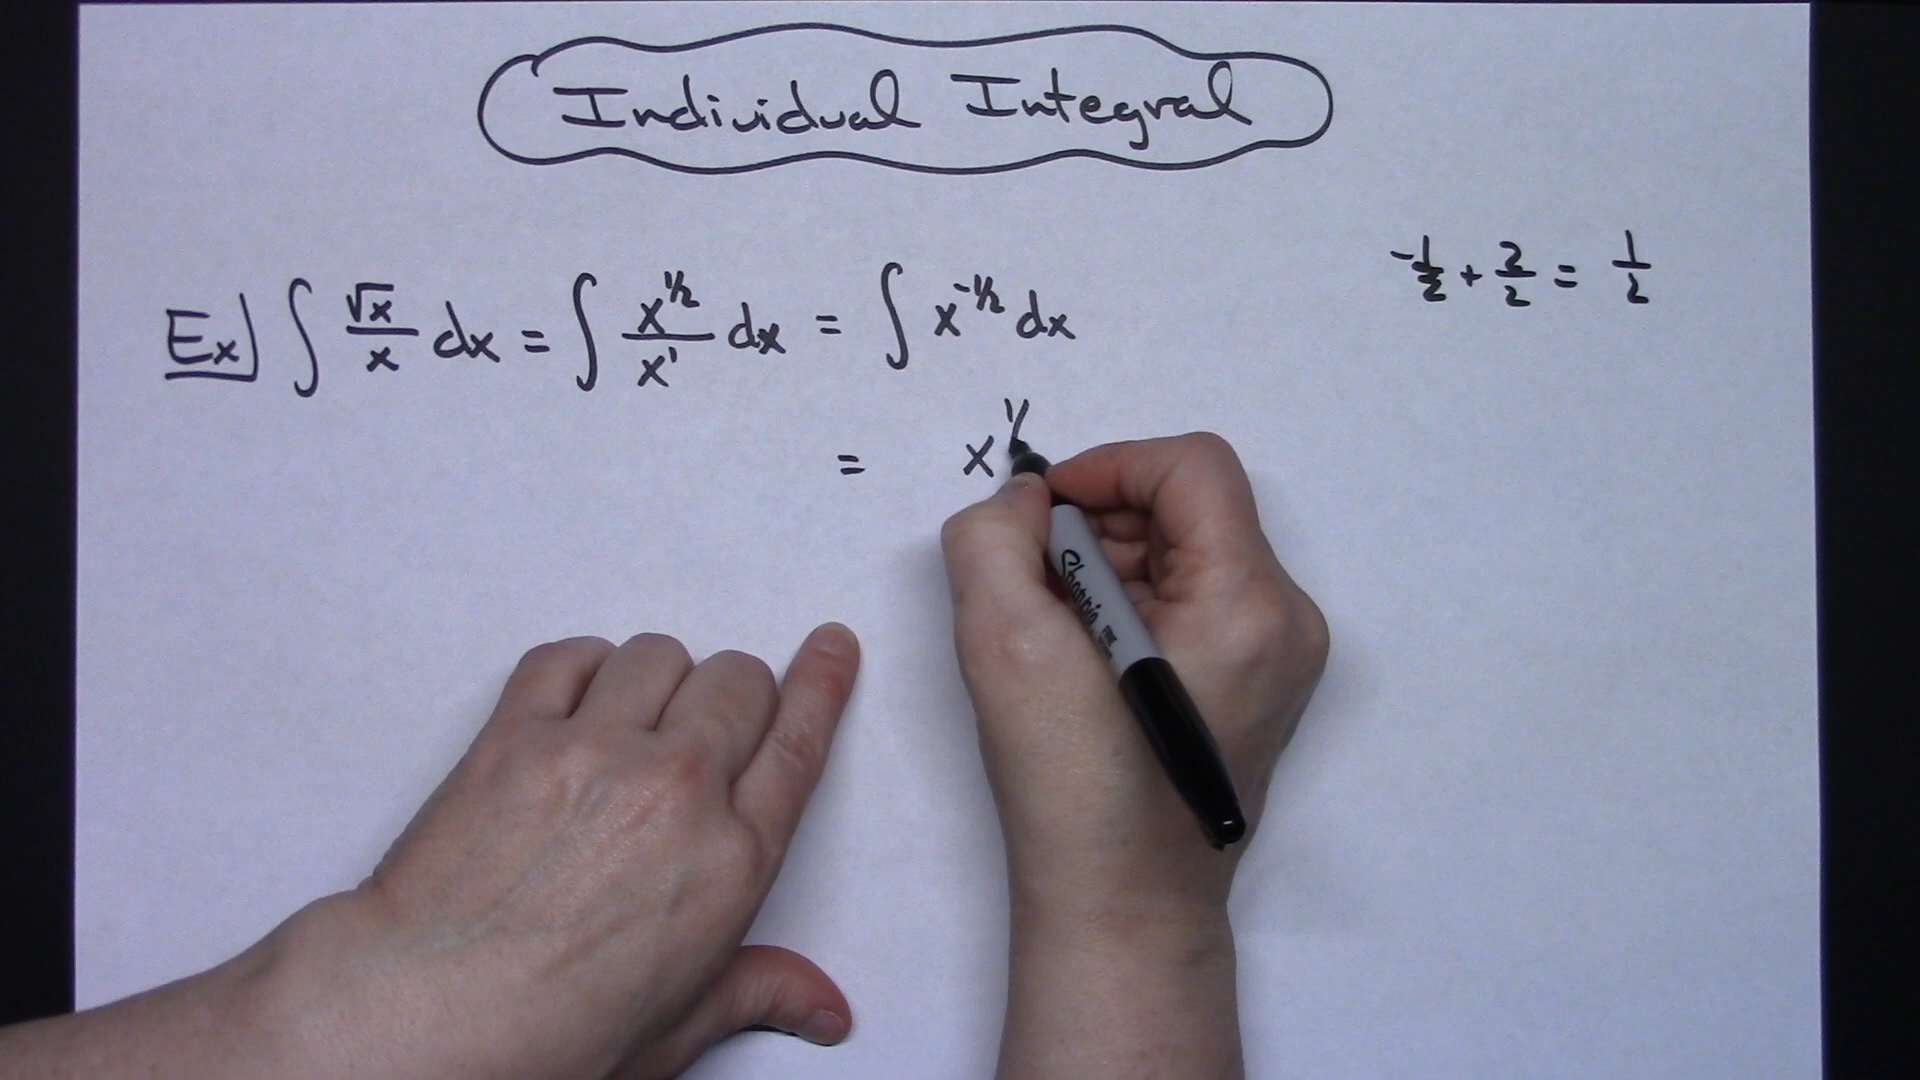 Individual Integral
-1/2 + 2/2 = 1/2
Ex) ∫ √x/x dx = ∫ x^1/2/x^1 dx = ∫ x^-1/2 dx
= x^1/
Sharpie FINE